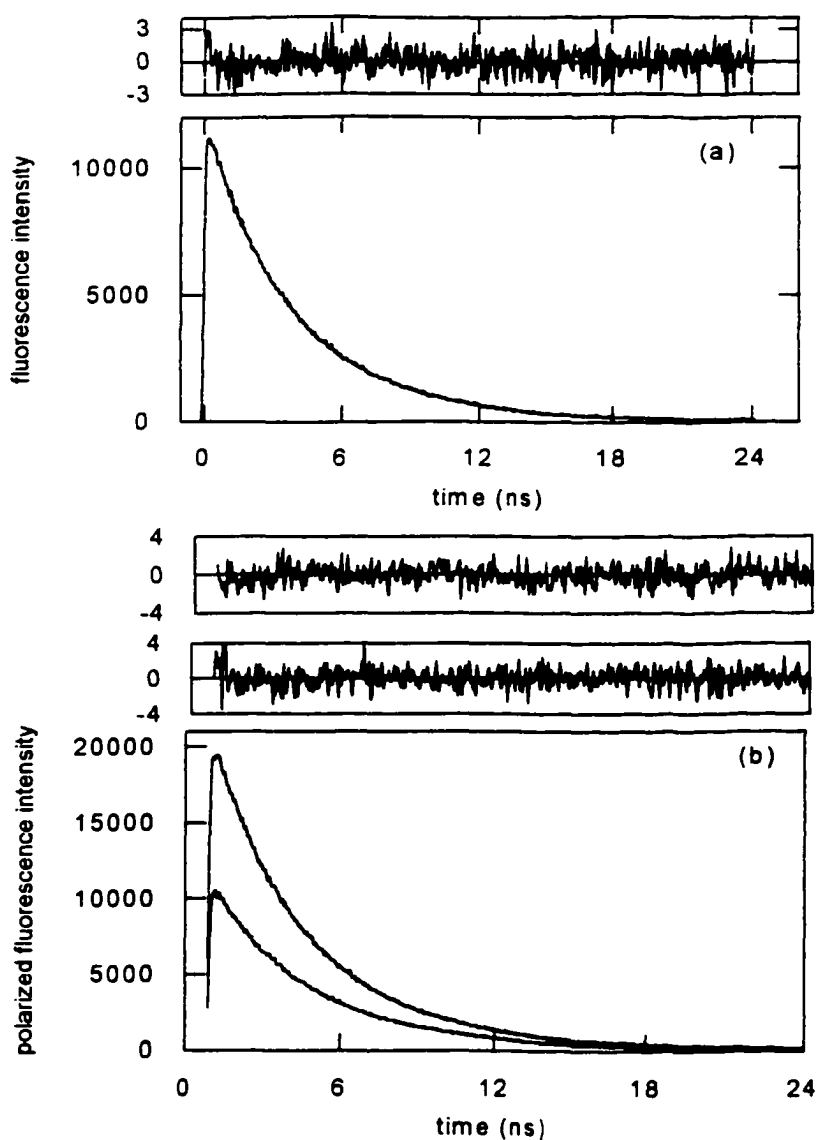 3
0
-3
(a)
fluorescence intensity
10000
5000
0
0 6 12 18 24
time (ns)
4
0
-4
4
0
-4
(b)
polarized fluorescence intensity
20000
15000
10000
5000
0
0 6 12 18 24
time (ns)